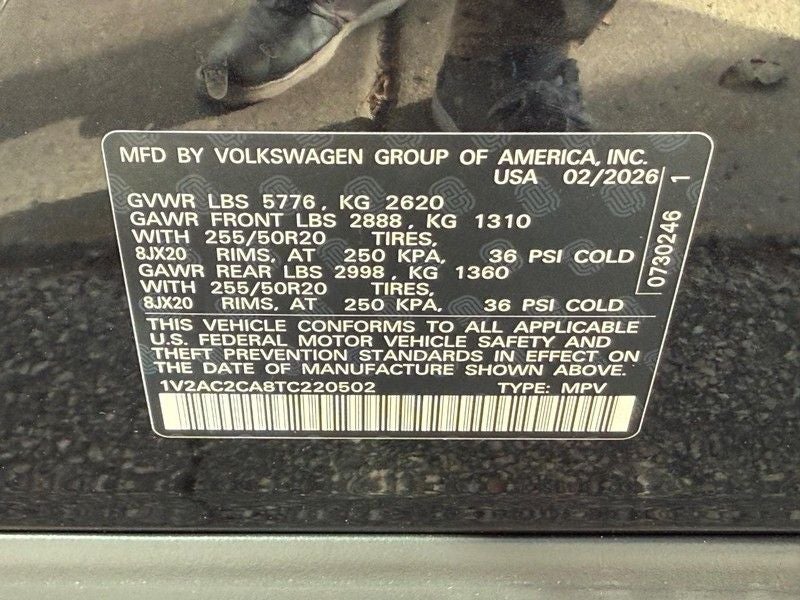 MFD BY VOLKSWAGEN GROUP OF AMERICA, INC.
USA 02/2026
GVWR LBS 5776, KG 2620
GAWR FRONT LBS 2888, KG 1310
WITH 255/50R20 TIRES,
8JX20 RIMS, AT 250 KPA, 36 PSI COLD
GAWR REAR LBS 2998, KG 1360
WITH 255/50R20 TIRES,
8JX20 RIMS, AT 250 KPA, 36 PSI COLD
THIS VEHICLE CONFORMS TO ALL APPLICABLE
U.S. FEDERAL MOTOR VEHICLE SAFETY AND
THEFT PREVENTION STANDARDS IN EFFECT ON
THE DATE OF MANUFACTURE SHOWN ABOVE.
1V2AC2CA8TC220502 TYPE: MPV
0730246 1